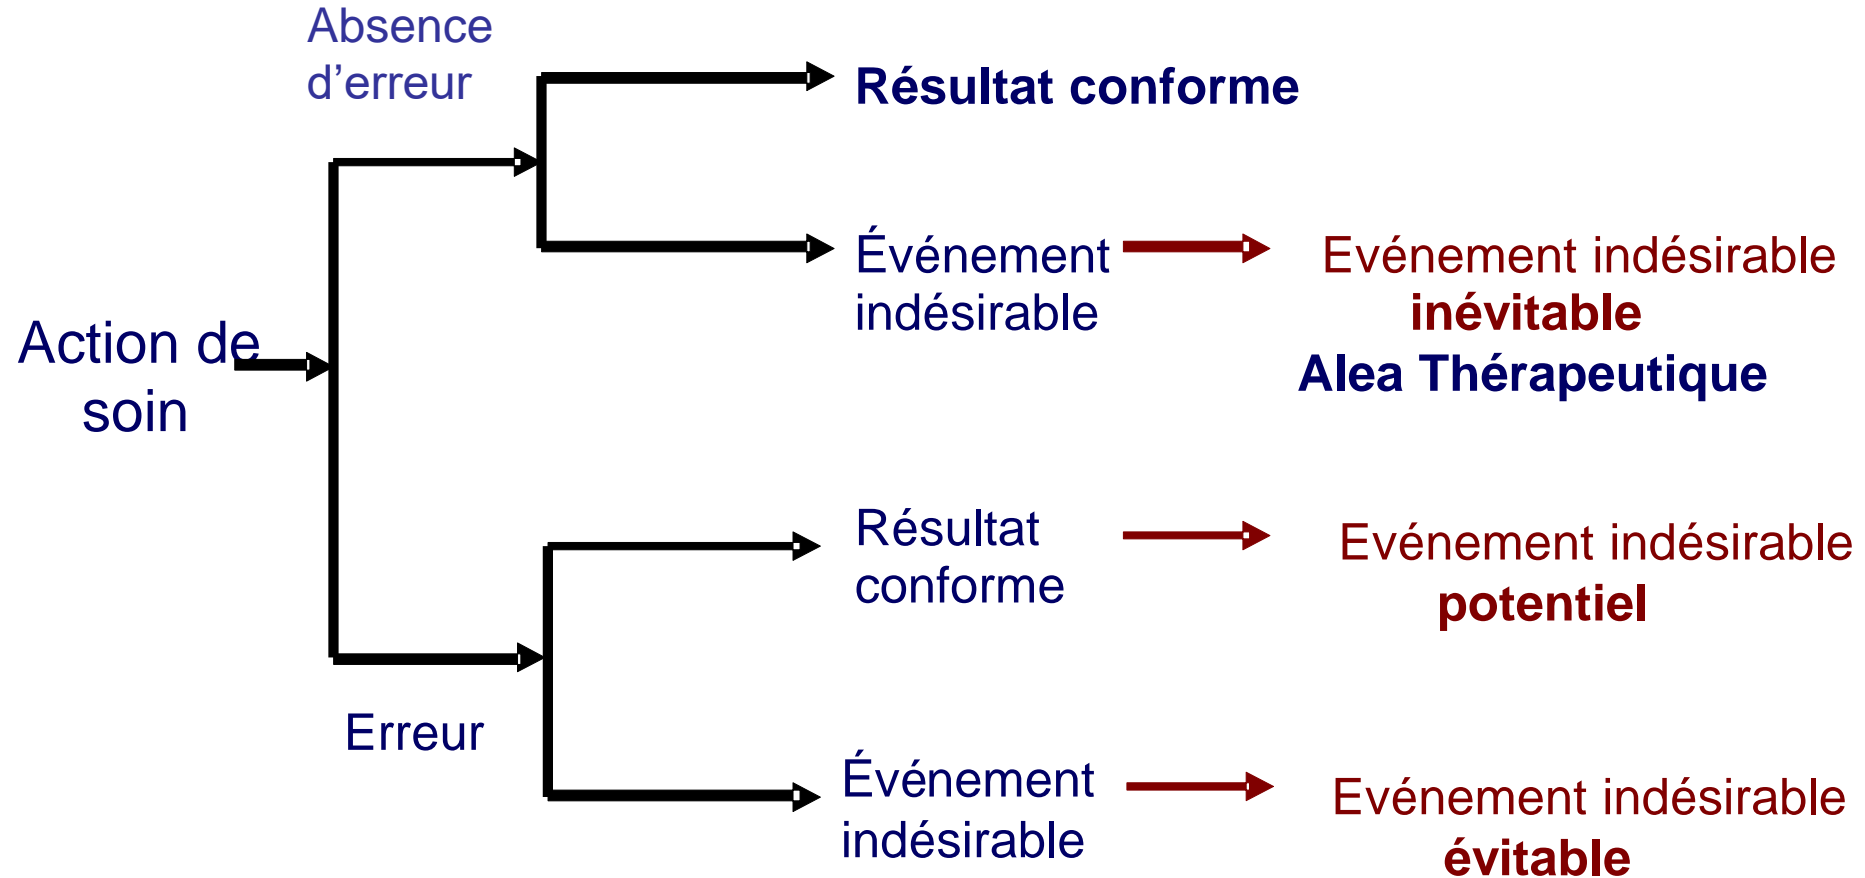 Absence
d’erreur
Résultat conforme
Événement
indésirable
Evénement indésirable
inévitable
Alea Thérapeutique
Action de
soin
Résultat
conforme
Evénement indésirable
potentiel
Erreur
Événement
indésirable
Evénement indésirable
évitable